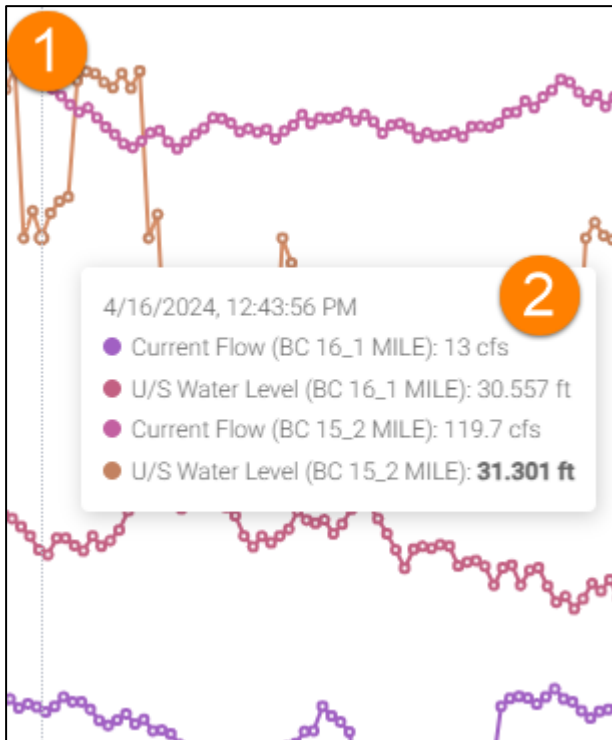 1
2
4/16/2024, 12:43:56 PM
Current Flow (BC 16_1 MILE): 13 cfs
U/S Water Level (BC 16_1 MILE): 30.557 ft
Current Flow (BC 15_2 MILE): 119.7 cfs
U/S Water Level (BC 15_2 MILE): 31.301 ft